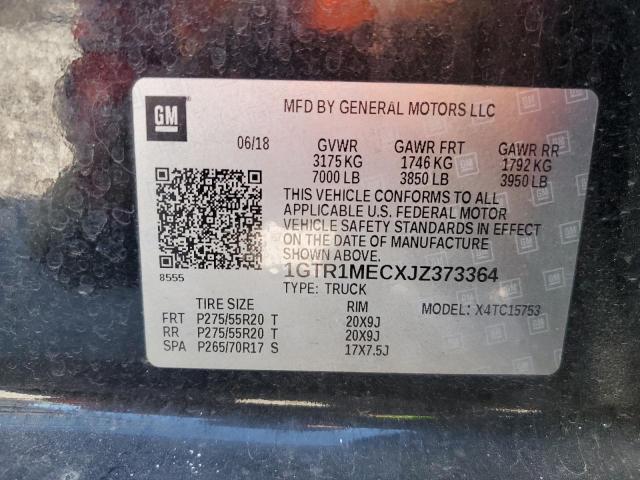 GM
MFD BY GENERAL MOTORS LLC
06/18 GVWR GAWR FRT GAWR RR
3175 KG 1746 KG 1792 KG
7000 LB 3850 LB 3950 LB
THIS VEHICLE CONFORMS TO ALL
APPLICABLE U.S. FEDERAL MOTOR
VEHICLE SAFETY STANDARDS IN EFFECT
ON THE DATE OF MANUFACTURE
SHOWN ABOVE.
8555
1GTR1MECXJZ373364
TYPE: TRUCK
TIRE SIZE RIM MODEL: X4TC15753
FRT P275/55R20 T 20X9J
RR P275/55R20 T 20X9J
SPA P265/70R17 S 17X7.5J